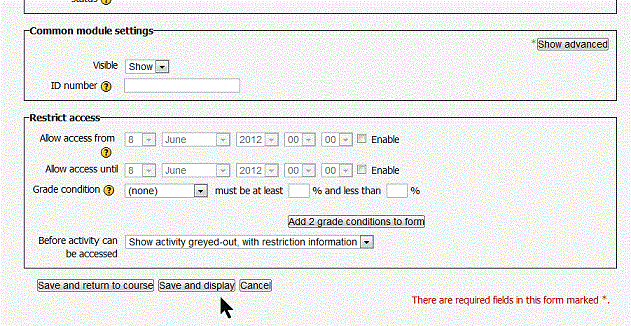 status ?
Common module settings
* Show advanced
Visible Show
ID number ?
Restrict access
Allow access from ? 8 June 2012 00 00 Enable
Allow access until 8 June 2012 00 00 Enable
Grade condition ? (none) must be at least % and less than %
Add 2 grade conditions to form
Before activity can be accessed Show activity greyed-out, with restriction information
Save and return to course Save and display Cancel
There are required fields in this form marked *.